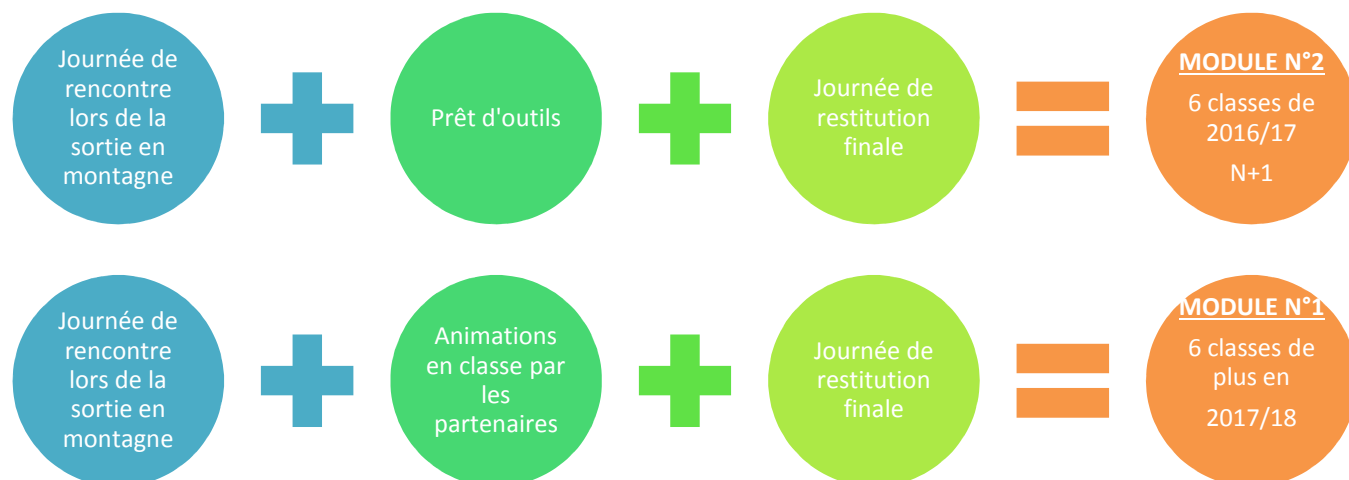 Journée de
rencontre
lors de la
sortie en
montagne
Prêt d'outils
Journée de
restitution
finale
MODULE N°2
6 classes de
2016/17
N+1
Journée de
rencontre
lors de la
sortie en
montagne
Animations
en classe par
les
partenaires
Journée de
restitution
finale
MODULE N°1
6 classes de
plus en
2017/18